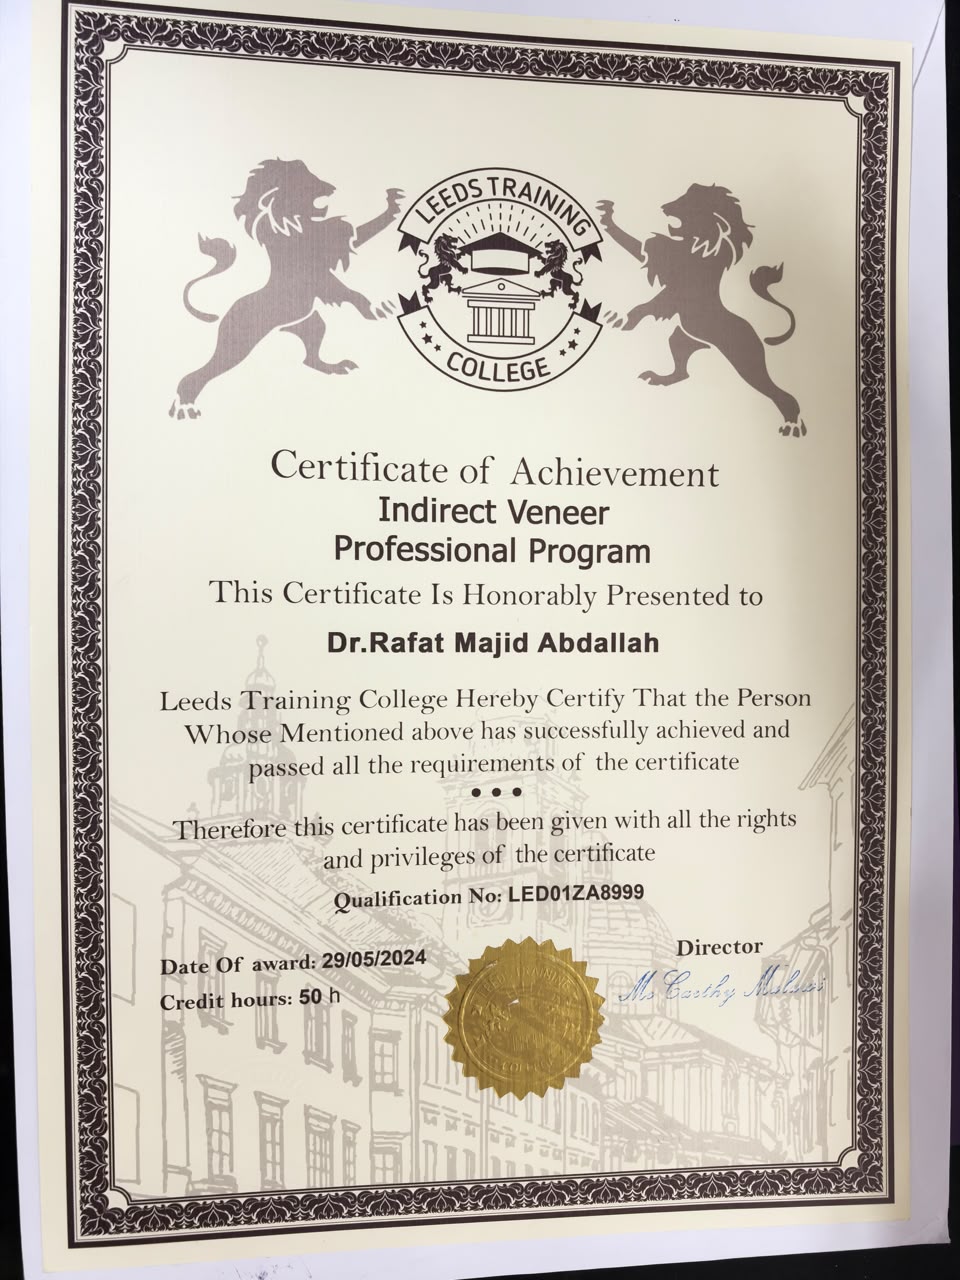 LEEDS TRAINING
COLLEGE
Certificate of Achievement
Indirect Veneer
Professional Program
This Certificate Is Honorably Presented to
Dr.Rafat Majid Abdallah
Leeds Training College Hereby Certify That the Person
Whose Mentioned above has successfully achieved and
passed all the requirements of the certificate
Therefore this certificate has been given with all the rights
and privileges of the certificate
Qualification No: LED01ZA8999
Date Of award: 29/05/2024
Credit hours: 50 h
Director
Mc Carthy